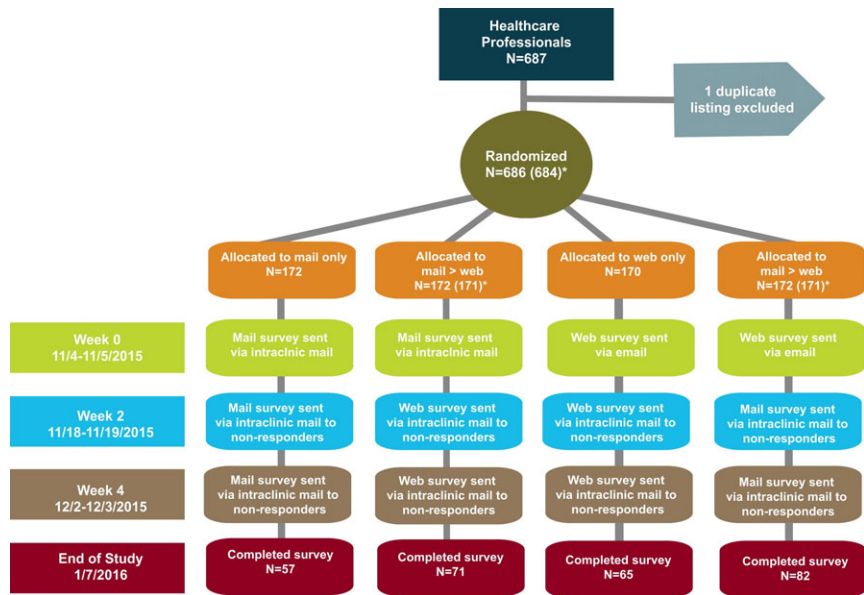 Healthcare
Professionals
N=687
1 duplicate
listing excluded
Randomized
N=686 (684)*
Allocated to mail only
N=172
Allocated to
mail > web
N=172 (171)*
Allocated to web only
N=170
Allocated to
mail > web
N=172 (171)*
Week 0
11/4-11/5/2015
Mail survey sent
via intraclnic mail
Mail survey sent
via intraclnic mail
Web survey sent
via email
Web survey sent
via email
Week 2
11/18-11/19/2015
Mail survey sent
via intraclinic mail to
non-responders
Web survey sent
via intraclinic mail to
non-responders
Web survey sent
via intraclinic mail to
non-responders
Mail survey sent
via intraclinic mail to
non-responders
Week 4
12/2-12/3/2015
Mail survey sent
via intraclinic mail to
non-responders
Web survey sent
via intraclinic mail to
non-responders
Web survey sent
via intraclinic mail to
non-responders
Mail survey sent
via intraclinic mail to
non-responders
End of Study
1/7/2016
Completed survey
N=57
Completed survey
N=71
Completed survey
N=65
Completed survey
N=82